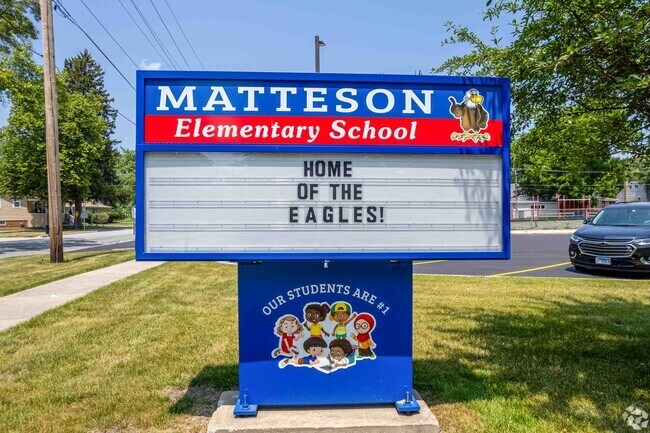 MATTESON
Elementary School
HOME
OF THE
EAGLES!
OUR STUDENTS ARE #1